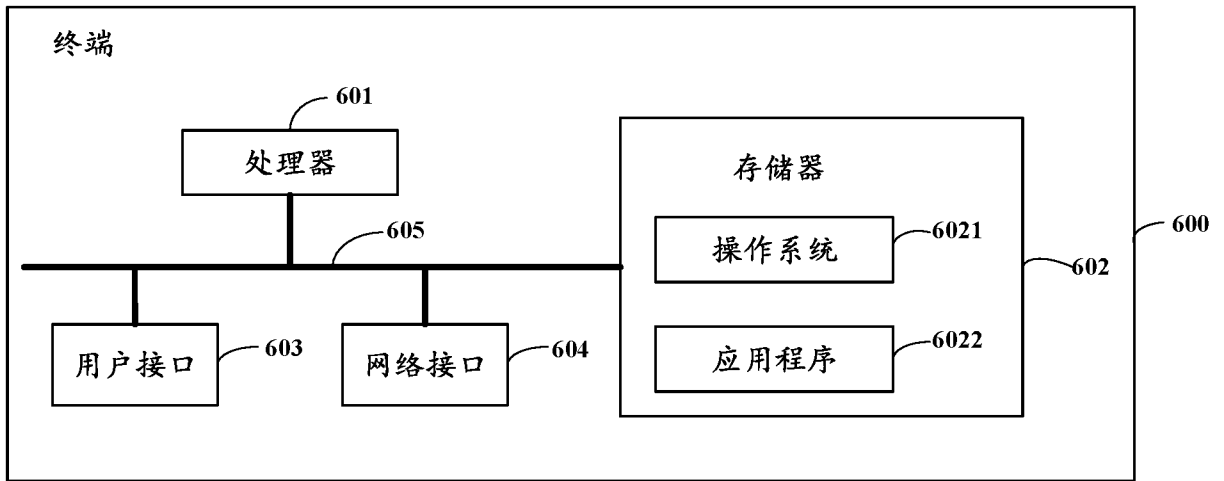 终端
601
处理器
存储器
605
操作系统
6021
600
602
用户接口
603
网络接口
604
应用程序
6022